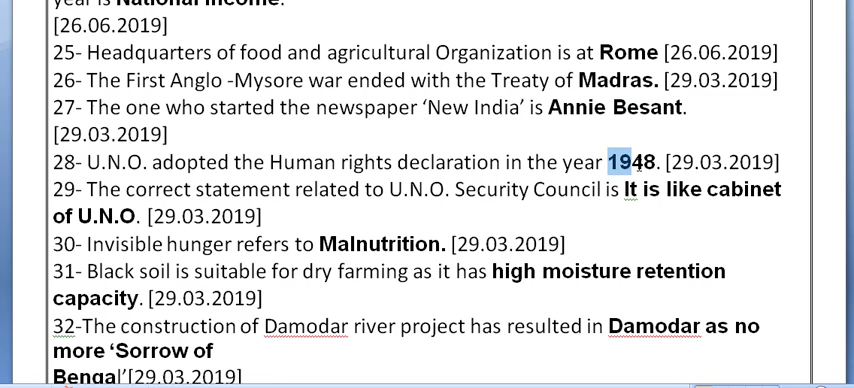 year is National income.
[26.06.2019]
25- Headquarters of food and agricultural Organization is at Rome [26.06.2019]
26- The First Anglo -Mysore war ended with the Treaty of Madras. [29.03.2019]
27- The one who started the newspaper ‘New India’ is Annie Besant.
[29.03.2019]
28- U.N.O. adopted the Human rights declaration in the year 1948. [29.03.2019]
29- The correct statement related to U.N.O. Security Council is It is like cabinet
of U.N.O. [29.03.2019]
30- Invisible hunger refers to Malnutrition. [29.03.2019]
31- Black soil is suitable for dry farming as it has high moisture retention
capacity. [29.03.2019]
32-The construction of Damodar river project has resulted in Damodar as no
more ‘Sorrow of
Bengal’[29.03.2019]